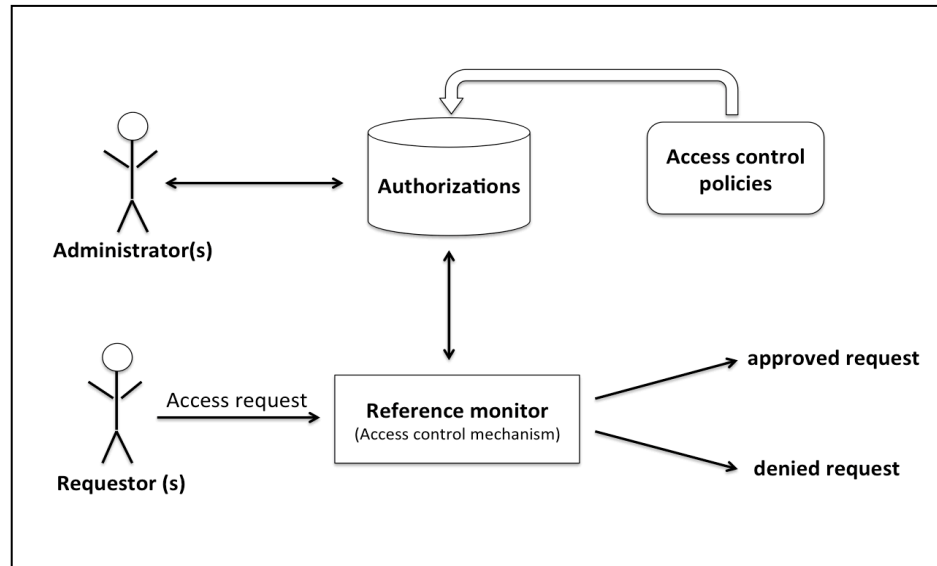 Access control
policies
Authorizations
Administrator(s)
Access request
Requestor (s)
Reference monitor
(Access control mechanism)
approved request
denied request